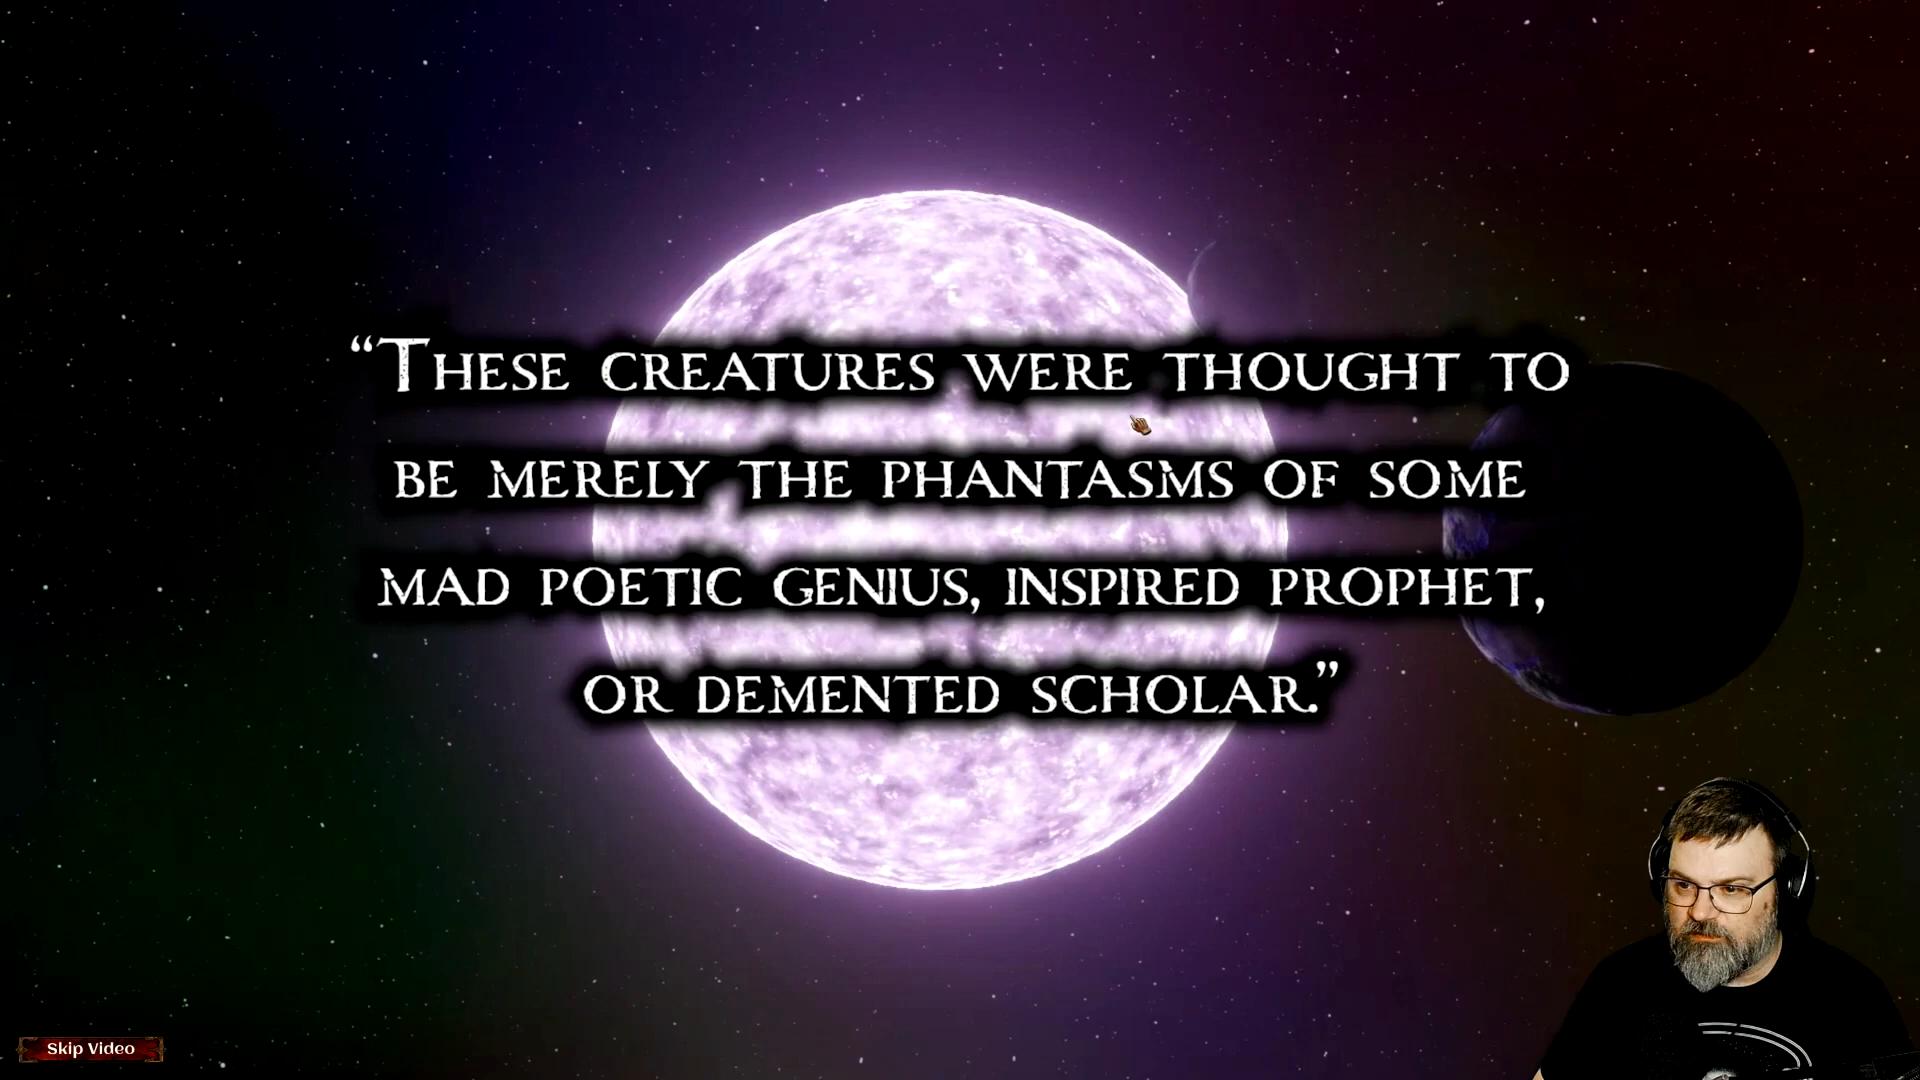 “These creatures were thought to
be merely the phantasms of some
mad poetic genius, inspired prophet,
or demented scholar.”
Skip Video